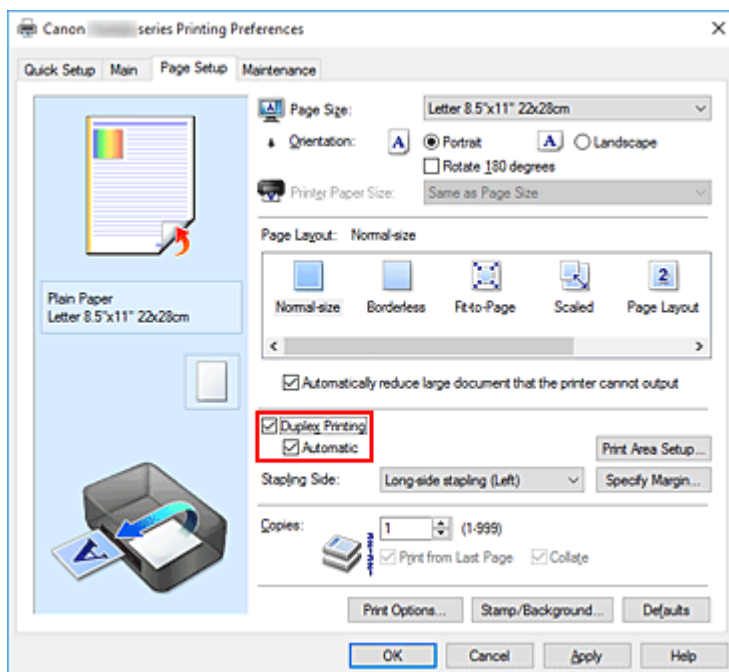 Canon series Printing Preferences
Quick Setup Main Page Setup Maintenance
Page Size: Letter 8.5"x11" 22x28cm
Orientation: A Portrait A Landscape
Rotate 180 degrees
Printer Paper Size: Same as Page Size
Page Layout: Normal-size
2
Normal-size Borderless Fit-to-Page Scaled Page Layout
Plain Paper
Letter 8.5"x11" 22x28cm
Automatically reduce large document that the printer cannot output
Duplex Printing
Automatic
Print Area Setup...
Stapling Side: Long-side stapling (Left) Specify Margin...
Copies: 1 (1-999)
Print from Last Page Collate
A
Print Options... Stamp/Background... Defaults
OK Cancel Apply Help